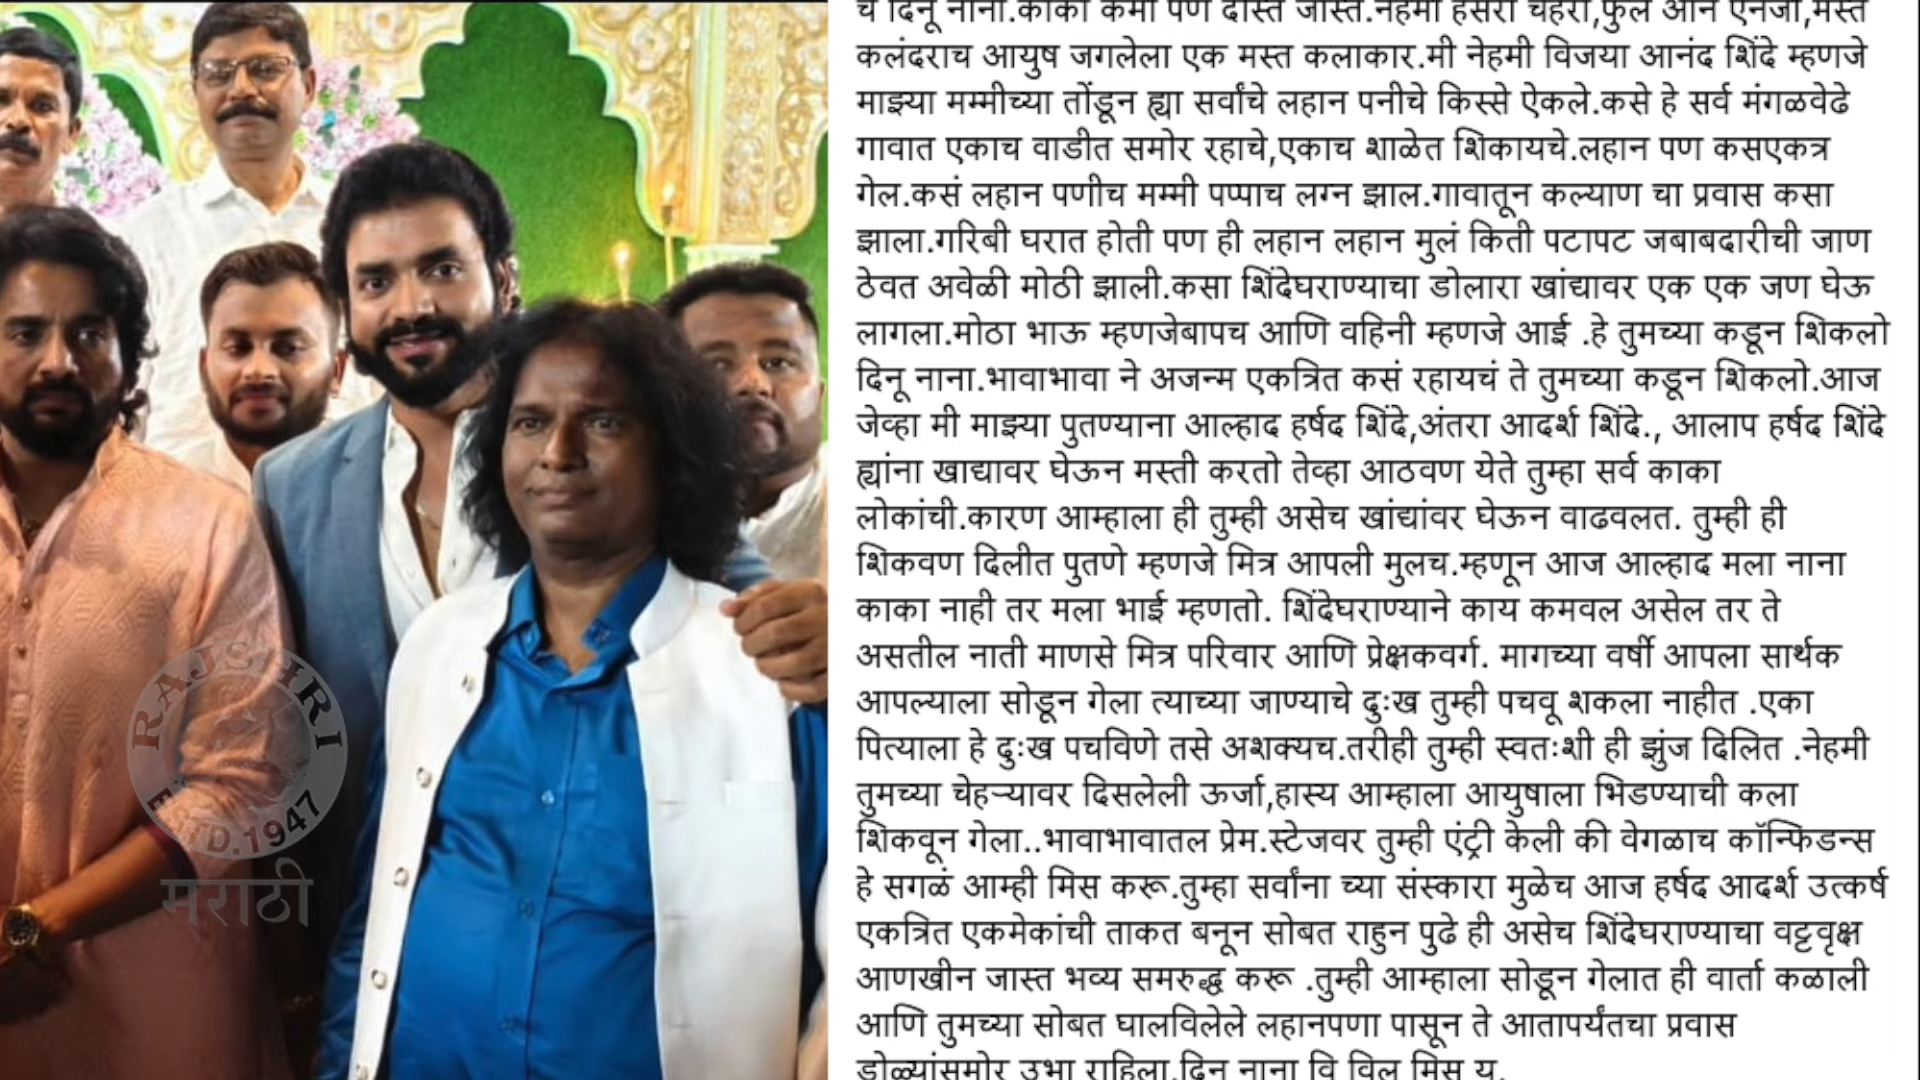 RAJSHRI
ESTD.1947
मराठी
च दिनू नाना.काका कमी पण दोस्त जास्त.नेहमी हसरा चेहरा,फुल ऑन एनर्जी,मस्त
कलंदराच आयुष जगलेला एक मस्त कलाकार.मी नेहमी विजया आनंद शिंदे म्हणजे
माझ्या मम्मीच्या तोंडून ह्या सर्वांचे लहान पनीचे किस्से ऐकले.कसे हे सर्व मंगळवेढे
गावात एकाच वाडीत समोर रहाचे,एकाच शाळेत शिकायचे.लहान पण कसएकत्र
गेल.कसं लहान पणीच मम्मी पप्पाच लग्न झाल.गावातून कल्याण चा प्रवास कसा
झाला.गरिबी घरात होती पण ही लहान लहान मुलं किती पटापट जबाबदारीची जाण
ठेवत अवेळी मोठी झाली.कसा शिंदेघराण्याचा डोलारा खांद्यावर एक एक जण घेऊ
लागला.मोठा भाऊ म्हणजेबापच आणि वहिनी म्हणजे आई .हे तुमच्या कडून शिकलो
दिनू नाना.भावाभावा ने अजन्म एकत्रित कसं रहायचं ते तुमच्या कडून शिकलो.आज
जेव्हा मी माझ्या पुतण्याना आल्हाद हर्षद शिंदे,अंतरा आदर्श शिंदे., आलाप हर्षद शिंदे
ह्यांना खाद्यावर घेऊन मस्ती करतो तेव्हा आठवण येते तुम्हा सर्व काका
लोकांची.कारण आम्हाला ही तुम्ही असेच खांद्यांवर घेऊन वाढवलत. तुम्ही ही
शिकवण दिलीत पुतणे म्हणजे मित्र आपली मुलच.म्हणून आज आल्हाद मला नाना
काका नाही तर मला भाई म्हणतो. शिंदेघराण्याने काय कमवल असेल तर ते
असतील नाती माणसे मित्र परिवार आणि प्रेक्षकवर्ग. मागच्या वर्षी आपला सार्थक
आपल्याला सोडून गेला त्याच्या जाण्याचे दुःख तुम्ही पचवू शकला नाहीत .एका
पित्याला हे दुःख पचविणे तसे अशक्यच.तरीही तुम्ही स्वतःशी ही झुंज दिलित .नेहमी
तुमच्या चेहऱ्यावर दिसलेली ऊर्जा,हास्य आम्हाला आयुषाला भिडण्याची कला
शिकवून गेला..भावाभावातल प्रेम.स्टेजवर तुम्ही एंट्री केली की वेगळाच कॉन्फिडन्स
हे सगळं आम्ही मिस करू.तुम्हा सर्वांना च्या संस्कारा मुळेच आज हर्षद आदर्श उत्कर्ष
एकत्रित एकमेकांची ताकत बनून सोबत राहुन पुढे ही असेच शिंदेघराण्याचा वट्टवृक्ष
आणखीन जास्त भव्य समरुद्ध करू .तुम्ही आम्हाला सोडून गेलात ही वार्ता कळाली
आणि तुमच्या सोबत घालविलेले लहानपणा पासून ते आतापर्यंतचा प्रवास
डोळ्यांसमोर उभा राहिला.दिनू नाना वि विल मिस यू.